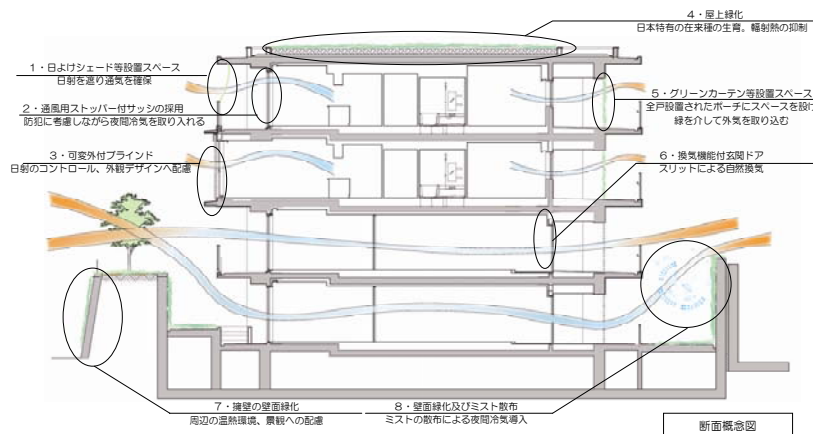 4・屋上緑化
日本特有の在来種の生育。輻射熱の抑制
1・日よけシェード等設置スペース
日射を遮り通気を確保
2・通風用ストッパー付サッシの採用
防犯に考慮しながら夜間冷気を取り入れる
3・可変外付ブラインド
日射のコントロール、外観デザインへ配慮
5・グリーンカーテン等設置スペース
全戸設置されたポーチにスペースを設け
緑を介して外気を取り込む
6・換気機能付玄関ドア
スリットによる自然換気
7・擁壁の壁面緑化
周辺の温熱環境、景観への配慮
8・壁面緑化及びミスト散布
ミストの散布による夜間冷気導入
断面概念図